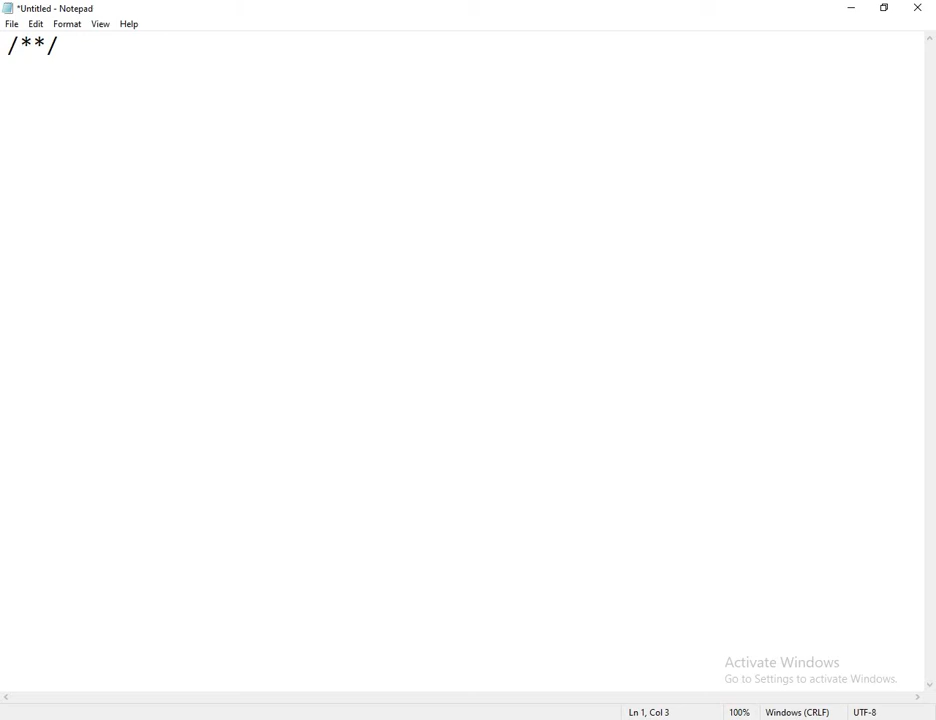 *Untitled - Notepad
File Edit Format View Help
/**/
Activate Windows
Go to Settings to activate Windows.
Ln 1, Col 3 100% Windows (CRLF) UTF-8